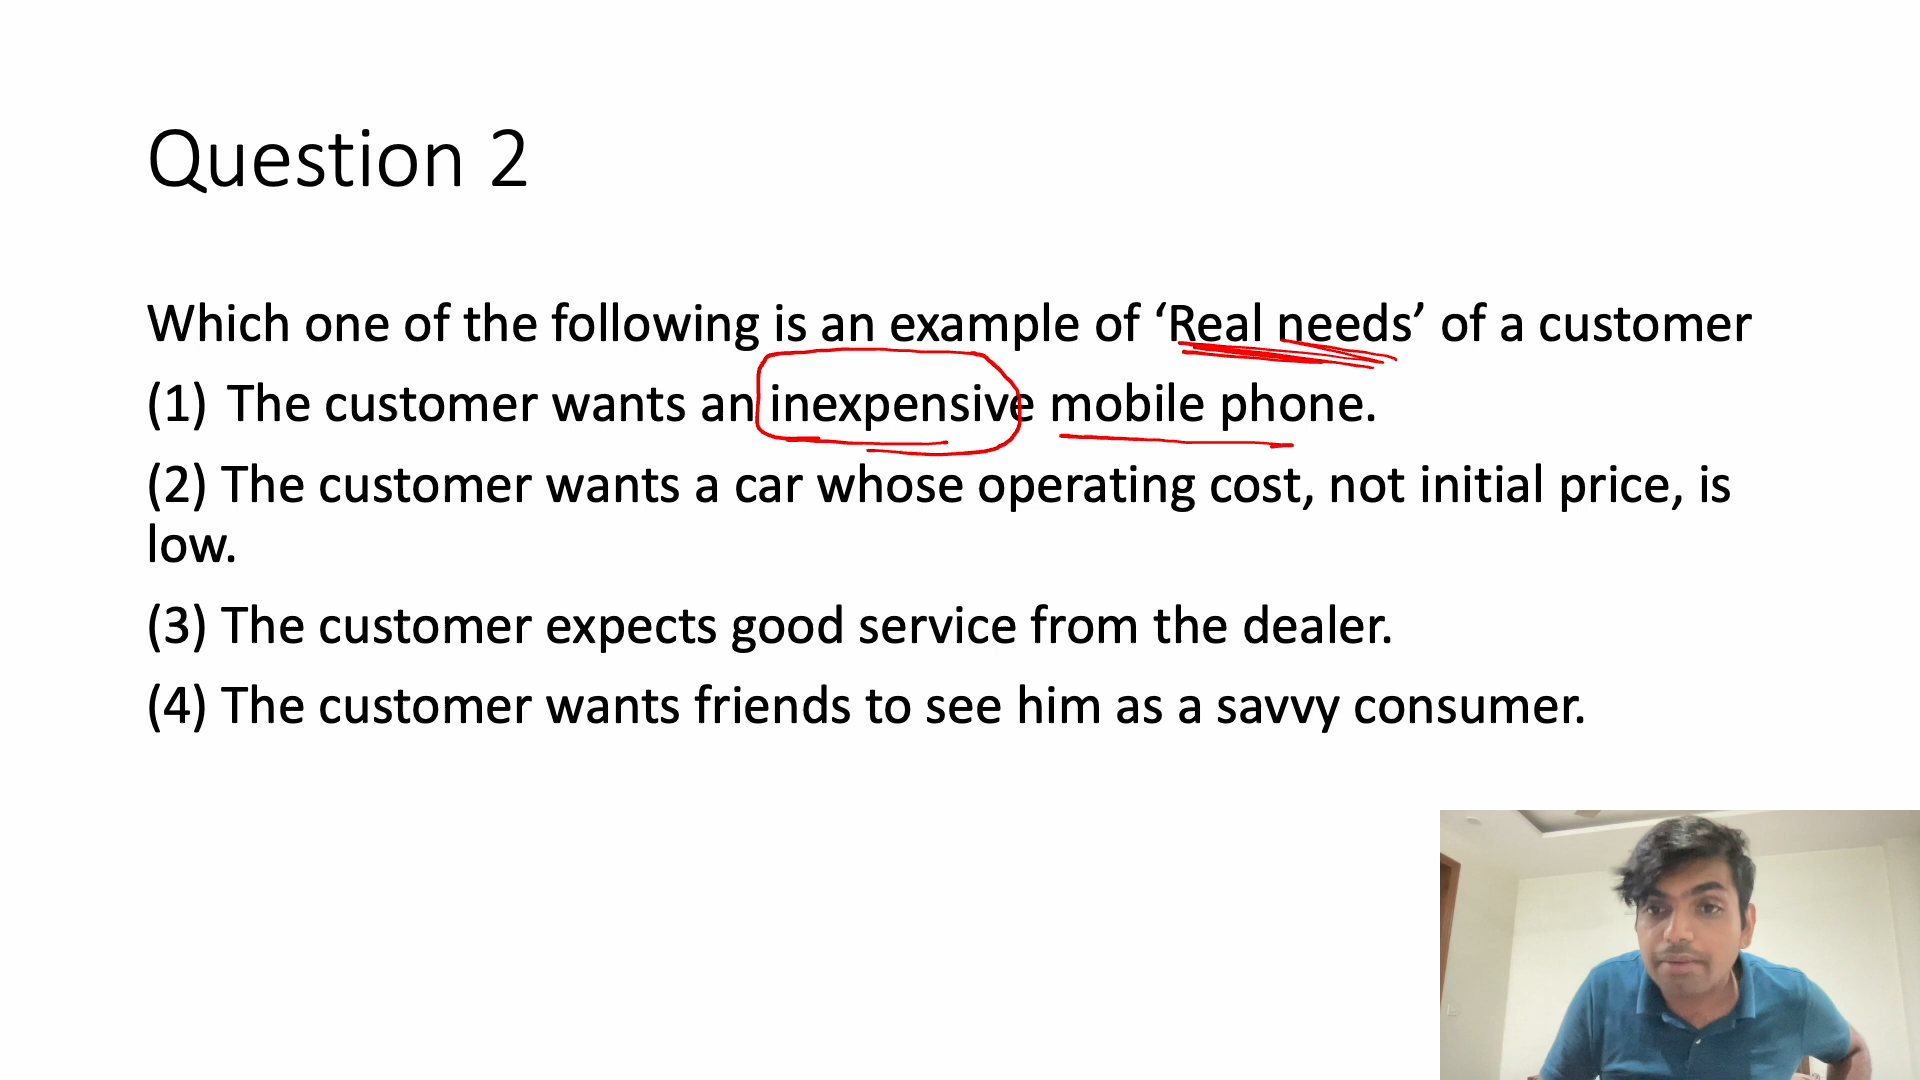 Question 2
Which one of the following is an example of ‘Real needs’ of a customer
(1) The customer wants an inexpensive mobile phone.
(2) The customer wants a car whose operating cost, not initial price, is
low.
(3) The customer expects good service from the dealer.
(4) The customer wants friends to see him as a savvy consumer.